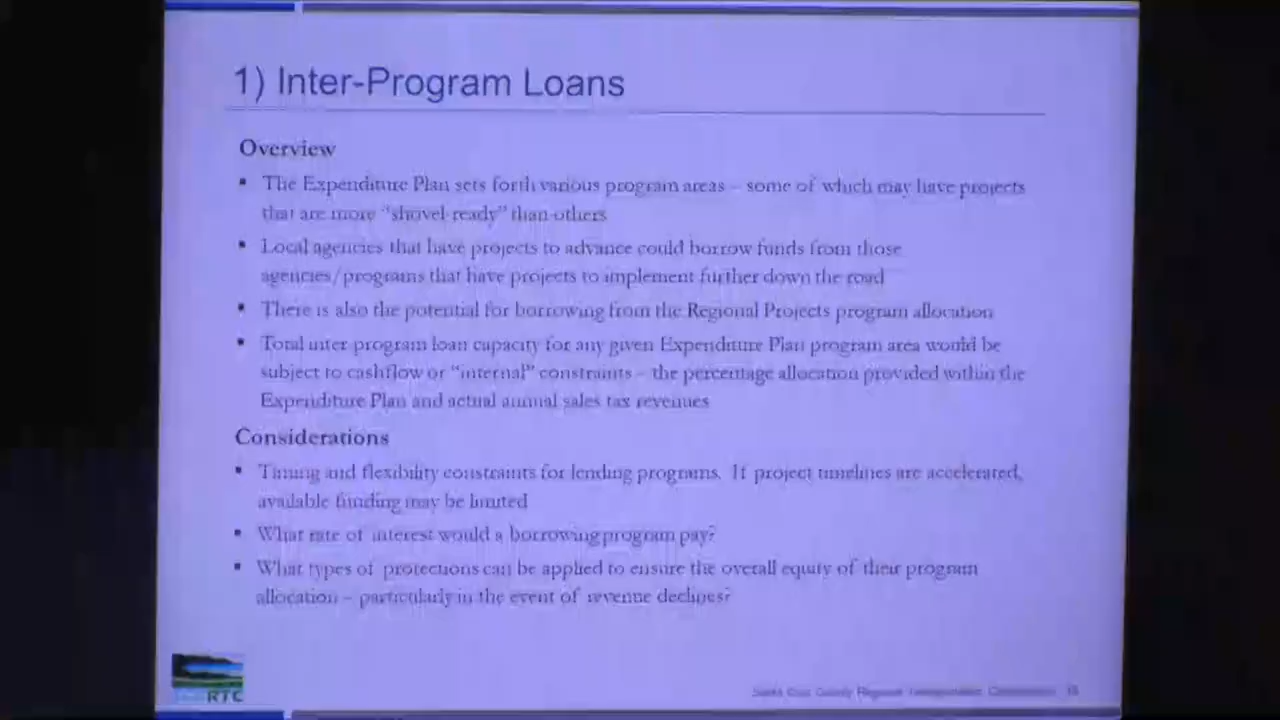 1) Inter-Program Loans
Overview
▪ The Expenditure Plan sets forth various program areas – some of which may have projects
that are more “shovel-ready” than others
▪ Local agencies that have projects to advance could borrow funds from those
agencies/programs that have projects to implement further down the road
▪ There is also the potential for borrowing from the Regional Projects program allocation
▪ Total inter program loan capacity for any given Expenditure Plan program area would be
subject to cashflow or “internal” constraints – the percentage allocation provided within the
Expenditure Plan and actual annual sales tax revenues
Considerations
▪ Timing and flexibility constraints for lending programs. If project timelines are accelerated,
available funding may be limited
▪ What rate of interest would a borrowing program pay?
▪ What types of protections can be applied to ensure the overall equity of their program
allocation – particularly in the event of revenue declines?
RTC
Santa Cruz County Regional Transportation Commission